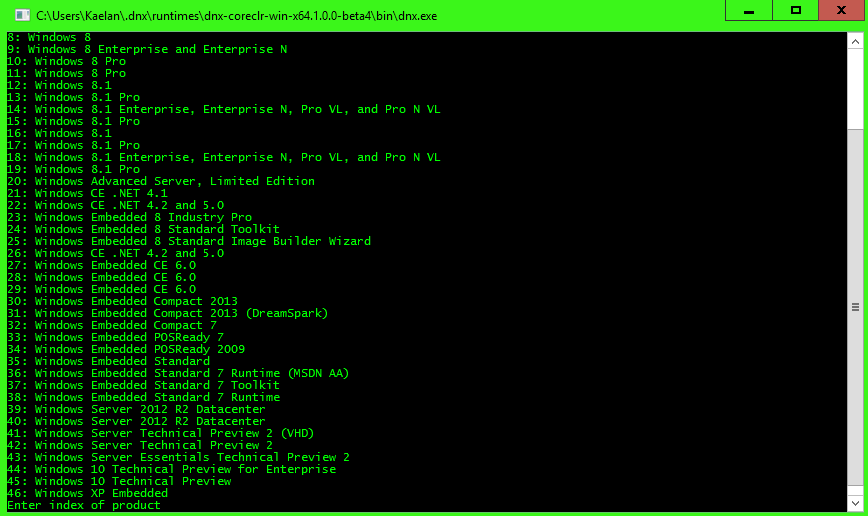 C:\Users\Kaelan\.dnx\runtimes\dnx-coreclr-win-x64.1.0.0-beta4\bin\dnx.exe
8: Windows 8
9: Windows 8 Enterprise and Enterprise N
10: Windows 8 Pro
11: Windows 8 Pro
12: Windows 8.1
13: Windows 8.1 Pro
14: Windows 8.1 Enterprise, Enterprise N, Pro VL, and Pro N VL
15: Windows 8.1 Pro
16: Windows 8.1
17: Windows 8.1 Pro
18: Windows 8.1 Enterprise, Enterprise N, Pro VL, and Pro N VL
19: Windows 8.1 Pro
20: Windows Advanced Server, Limited Edition
21: Windows CE .NET 4.1
22: Windows CE .NET 4.2 and 5.0
23: Windows Embedded 8 Industry Pro
24: Windows Embedded 8 Standard Toolkit
25: Windows Embedded 8 Standard Image Builder Wizard
26: Windows CE .NET 4.2 and 5.0
27: Windows Embedded CE 6.0
28: Windows Embedded CE 6.0
29: Windows Embedded CE 6.0
30: Windows Embedded Compact 2013
31: Windows Embedded Compact 2013 (DreamSpark)
32: Windows Embedded Compact 7
33: Windows Embedded POSReady 7
34: Windows Embedded POSReady 2009
35: Windows Embedded Standard
36: Windows Embedded Standard 7 Runtime (MSDN AA)
37: Windows Embedded Standard 7 Toolkit
38: Windows Embedded Standard 7 Runtime
39: Windows Server 2012 R2 Datacenter
40: Windows Server 2012 R2 Datacenter
41: Windows Server Technical Preview 2 (VHD)
42: Windows Server Technical Preview 2
43: Windows Server Essentials Technical Preview 2
44: Windows 10 Technical Preview for Enterprise
45: Windows 10 Technical Preview
46: Windows XP Embedded
Enter index of product